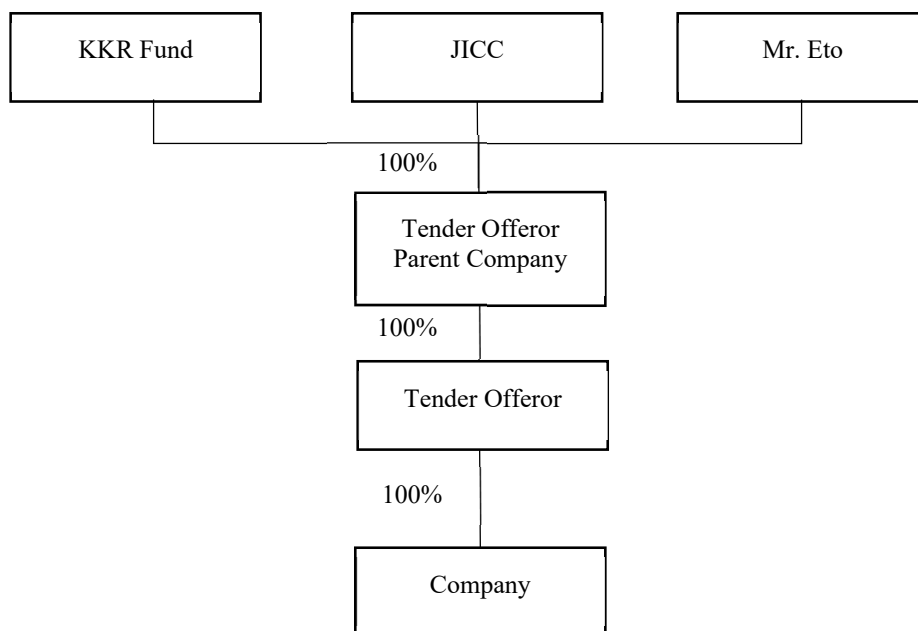 KKR Fund
JICC
Mr. Eto
100%
Tender Offeror
Parent Company
100%
Tender Offeror
100%
Company